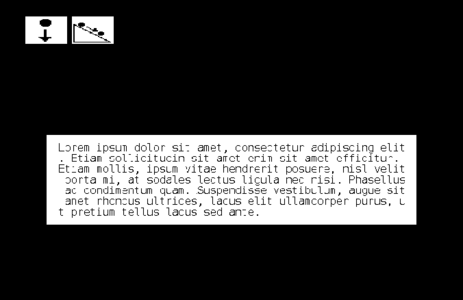 Lorem ipsum dolor sit amet, consectetur adipiscing elit
. Etiam sollicitudin sit amet enim sit amet efficitur.
Etiam mollis, ipsum vitae hendrerit posuere, nisl velit
porta mi, at sodales lectus ligula nec nisi. Phasellus
ac condimentum quam. Suspendisse vestibulum, augue sit
amet rhoncus ultrices, lacus elit ullamcorper purus, u
t pretium tellus lacus sed ante.